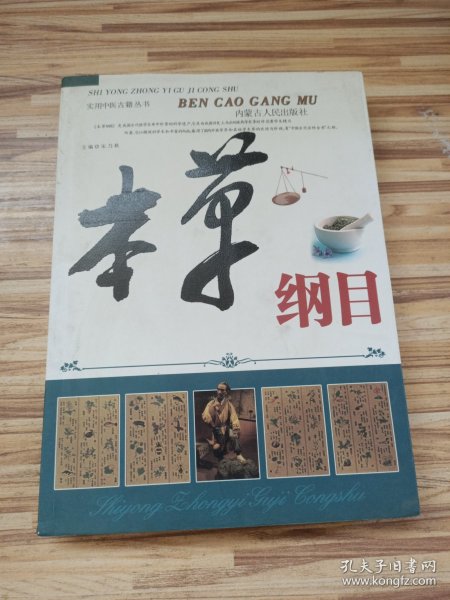 SHI YONG ZHONG YI GU JI CONG SHU
实用中医古籍丛书
BEN CAO GANG MU
内蒙古人民出版社
本草
纲目
Shiyong Zhongyi Guji Congshu
孔夫子旧书网
www.kongfz.com